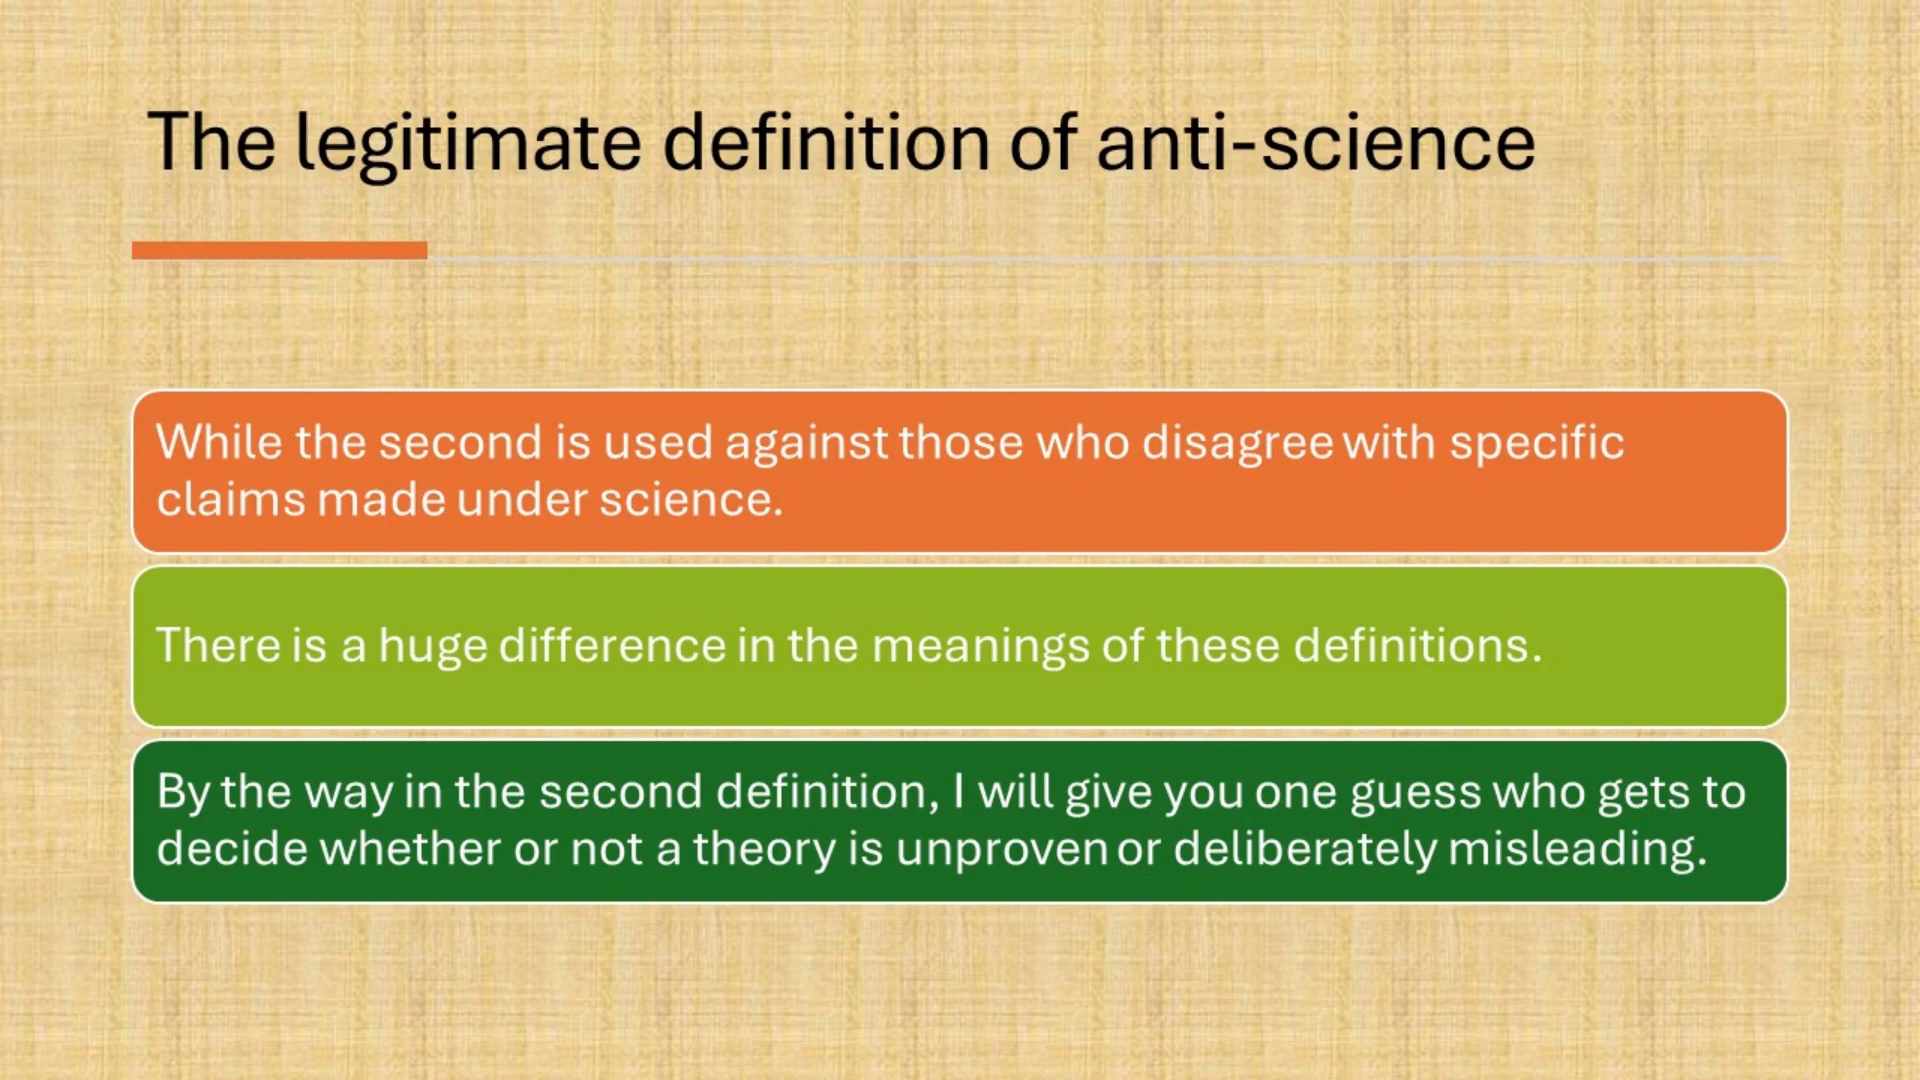 The legitimate definition of anti-science
While the second is used against those who disagree with specific
claims made under science.
There is a huge difference in the meanings of these definitions.
By the way in the second definition, I will give you one guess who gets to
decide whether or not a theory is unproven or deliberately misleading.